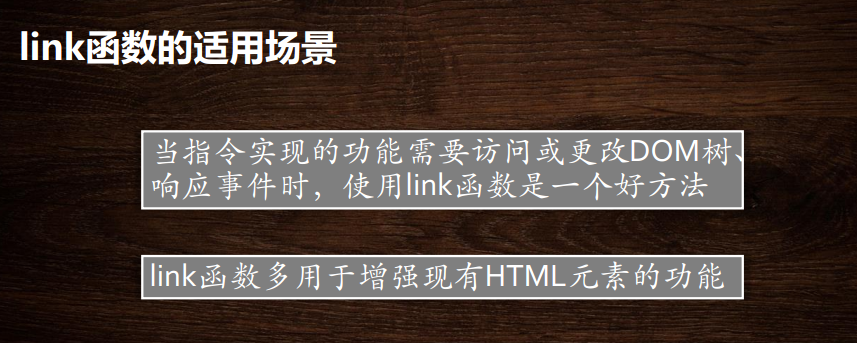 link函数的适用场景
当指令实现的功能需要访问或更改DOM树、
响应事件时，使用link函数是一个好方法
link函数多用于增强现有HTML元素的功能